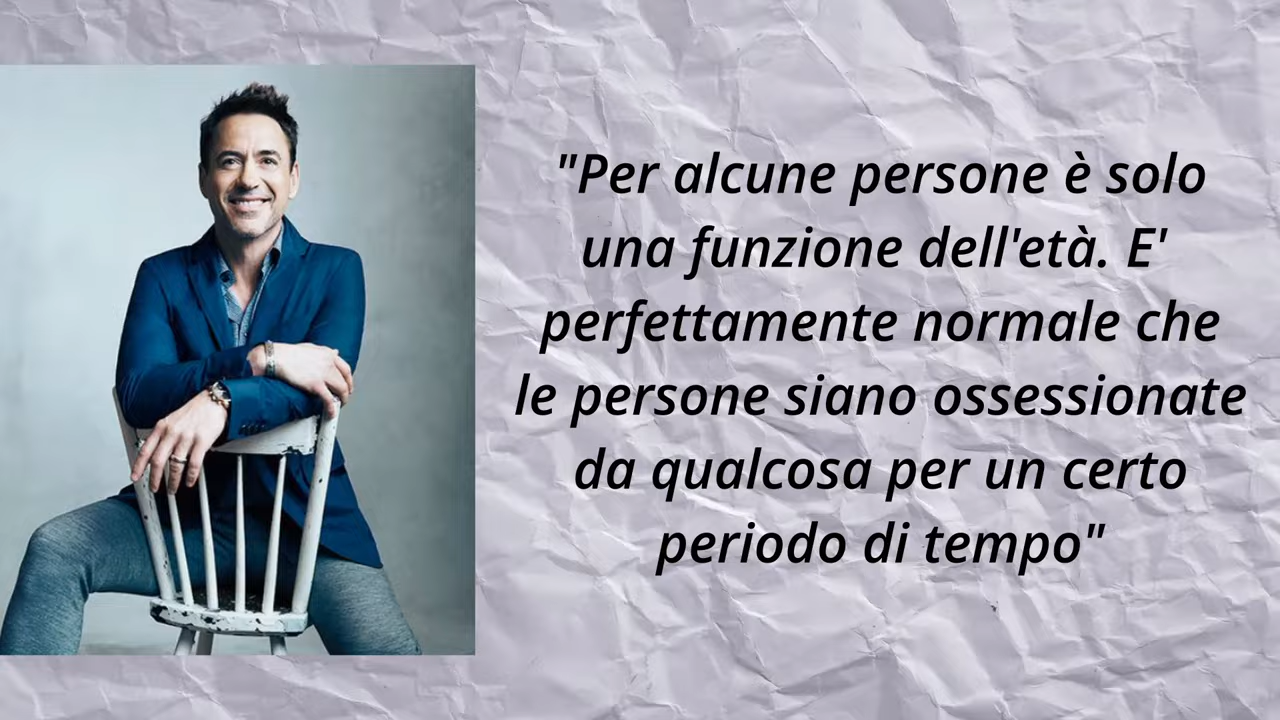 "Per alcune persone è solo
una funzione dell'età. E'
perfettamente normale che
le persone siano ossessionate
da qualcosa per un certo
periodo di tempo"